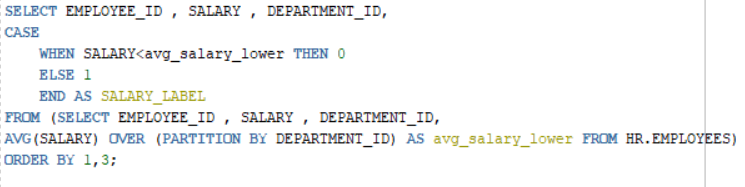 SELECT EMPLOYEE_ID , SALARY , DEPARTMENT_ID,
CASE
WHEN SALARY<avg_salary_lower THEN 0
ELSE 1
END AS SALARY_LABEL
FROM (SELECT EMPLOYEE_ID , SALARY , DEPARTMENT_ID,
AVG(SALARY) OVER (PARTITION BY DEPARTMENT_ID) AS avg_salary_lower FROM HR.EMPLOYEES)
ORDER BY 1,3;